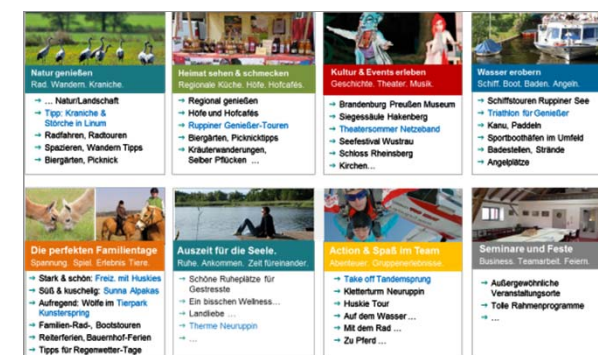 Natur genießen
Rad. Wandern. Kraniche.
→ ... Natur/Landschaft
→ Tipp: Kraniche &
Störche in Linum
→ Radfahren, Radtouren
→ Spazieren, Wandern Tipps
→ Biergärten, Picknick
Heimat sehen & schmecken
Regionale Küche. Höfe. Hofcafés.
→ Regional genießen
→ Höfe und Hofcafés
→ Ruppiner Genießer-Touren
→ Biergärten, Picknicktipps
→ Kräuterwanderungen,
Selber Pflücken ...
Kultur & Events erleben
Geschichte. Theater. Musik.
→ Brandenburg Preußen Museum
→ Siegessäule Hakenberg
→ Theatersommer Netzeband
→ Seefestival Wustrau
→ Schloss Rheinsberg
→ Kirchen...
Wasser erobern
Schiff. Boot. Baden. Angeln.
→ Schiffstouren Ruppiner See
→ Triathlon für Genießer
→ Kanu, Paddeln
→ Sportboothäfen im Umfeld
→ Badestellen, Strände
→ Angelplätze
Die perfekten Familientage
Spannung. Spiel. Erlebnis Tiere.
→ Stark & schön: Freiz. mit Huskies
→ Süß & kuschelig: Sunna Alpakas
→ Aufregend: Wölfe im Tierpark
Kunsterspring
→ Familien-Rad-, Bootstouren
→ Reiterferien, Bauernhof-Ferien
→ Tipps für Regenwetter-Tage
Auszeit für die Seele.
Ruhe. Ankommen. Zeit füreinander.
→ Schöne Ruheplätze für
Gestresste
→ Ein bisschen Wellness...
→ Landliebe ...
→ Therme Neuruppin
→ ...
Action & Spaß im Team
Abenteuer. Gruppenerlebnisse.
→ Take off Tandemsprung
→ Kletterturm Neuruppin
→ Huskie Tour
→ Auf dem Wasser ...
→ Mit dem Rad ...
→ Zu Pferd ...
Seminare und Feste
Business. Teamarbeit. Feiern.
→ Außergewöhnliche
Veranstaltungsorte
→ Tolle Rahmenprogramme
→ ...